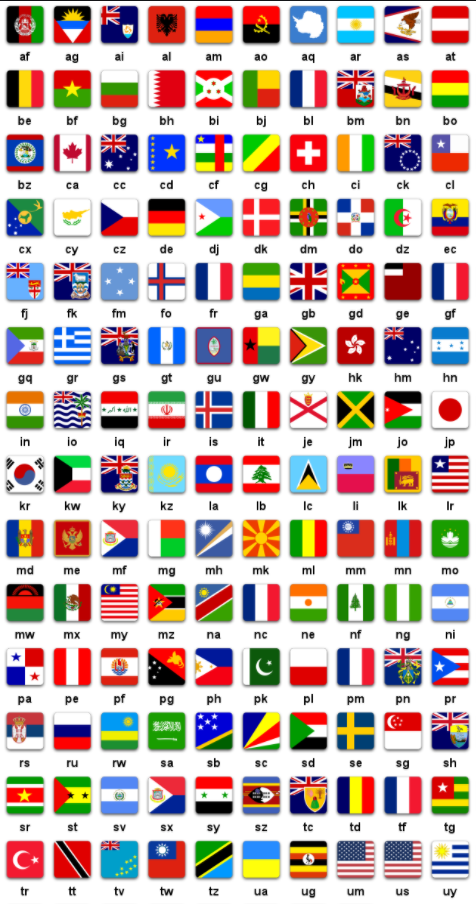 af ag ai al am ao aq ar as at
be bf bg bh bi bj bl bm bn bo
bz ca cc cd cf cg ch ci ck cl
cx cy cz de dj dk dm do dz ec
fj fk fm fo fr ga gb gd ge gf
gq gr gs gt gu gw gy hk hm hn
in io iq ir is it je jm jo jp
kr kw ky kz la lb lc li lk lr
md me mf mg mh mk ml mm mn mo
mw mx my mz na nc ne nf ng ni
pa pe pf pg ph pk pl pm pn pr
rs ru rw sa sb sc sd se sg sh
sr st sv sx sy sz tc td tf tg
tr tt tv tw tz ua ug um us uy